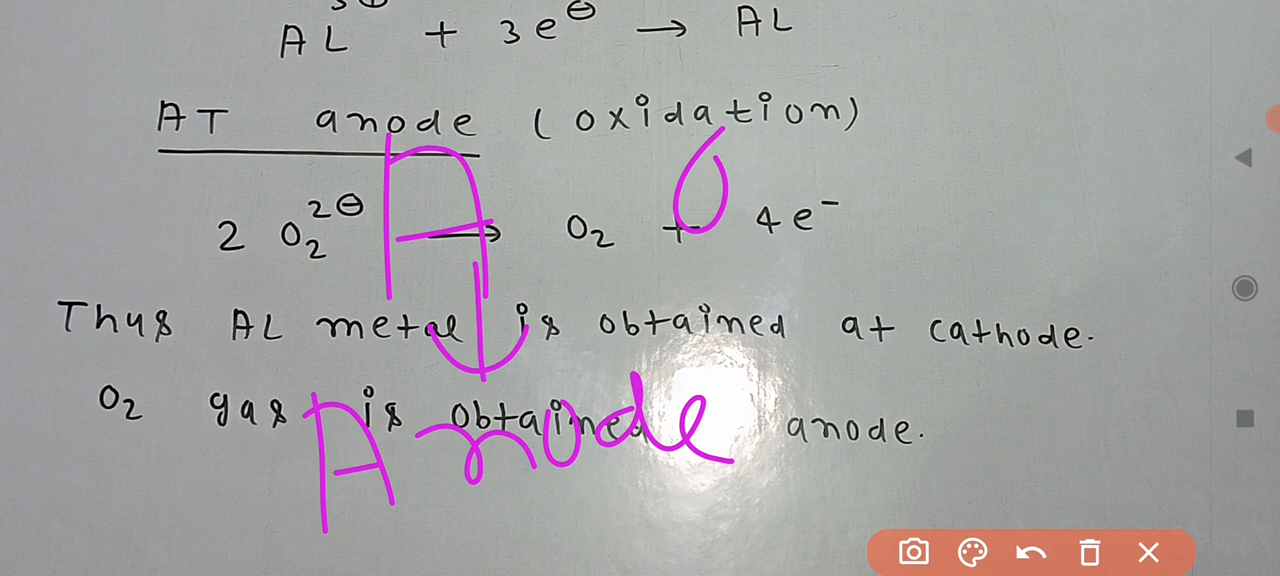 AL³⊕ + 3e⊖ → AL
AT anode (oxidation)
2 O₂²⊖ → O₂ + 4e⁻
A O
Thus AL metal is obtained at cathode.
O₂ gas is obtained anode.
Anode